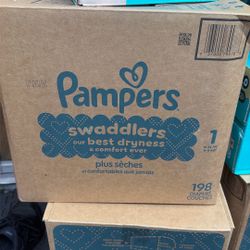 Pampers
swaddlers
our best dryness
& comfort ever
plus sèches
et confortables que jamais
1
198
DIAPERS
COUCHES